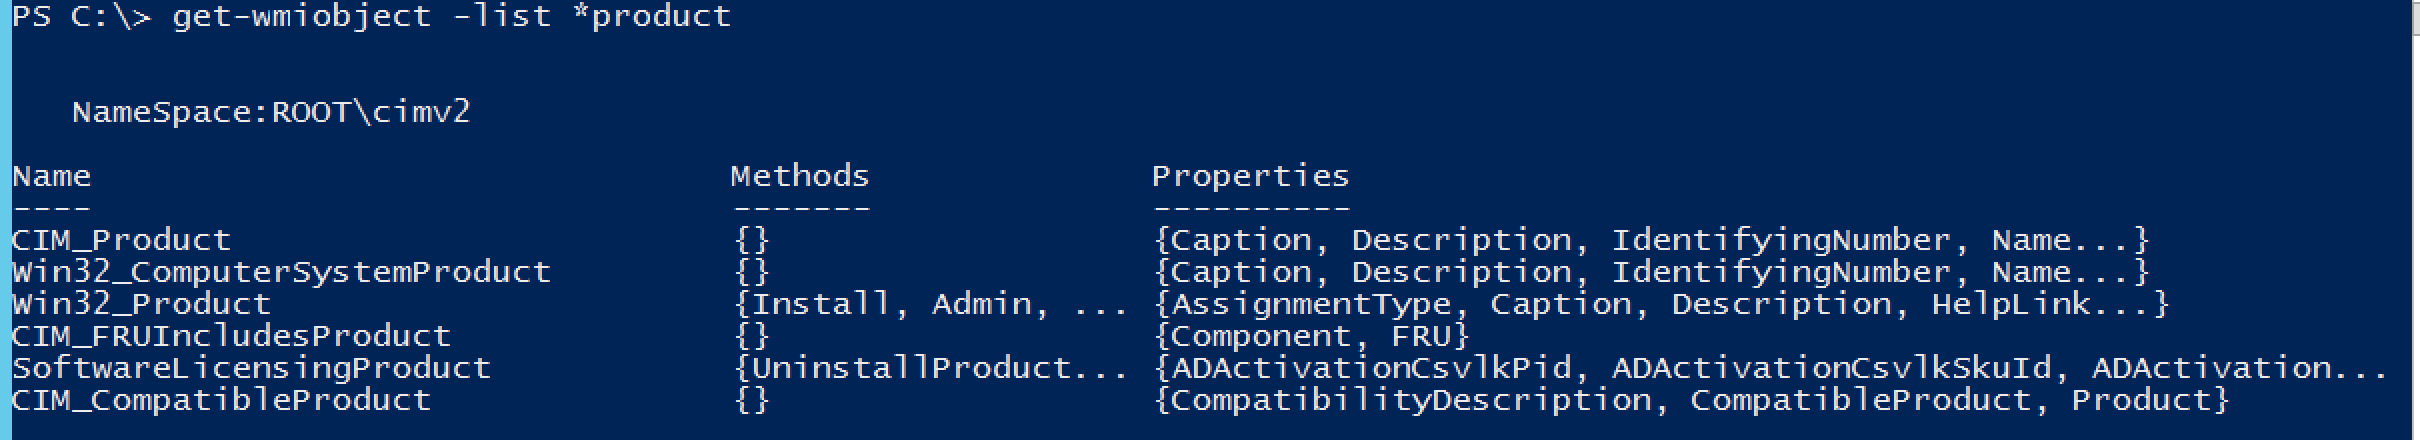 PS C:\> get-wmiobject -list *product
NameSpace:ROOT\cimv2
Name Methods Properties
---- ------- ----------
CIM_Product {} {Caption, Description, IdentifyingNumber, Name...}
Win32_ComputerSystemProduct {} {Caption, Description, IdentifyingNumber, Name...}
Win32_Product {Install, Admin, ... {AssignmentType, Caption, Description, HelpLink...}
CIM_FRUIncludesProduct {} {Component, FRU}
SoftwareLicensingProduct {UninstallProduct... {ADActivationCsvlkPid, ADActivationCsvlkSkuId, ADActivation...
CIM_CompatibleProduct {} {CompatibilityDescription, CompatibleProduct, Product}